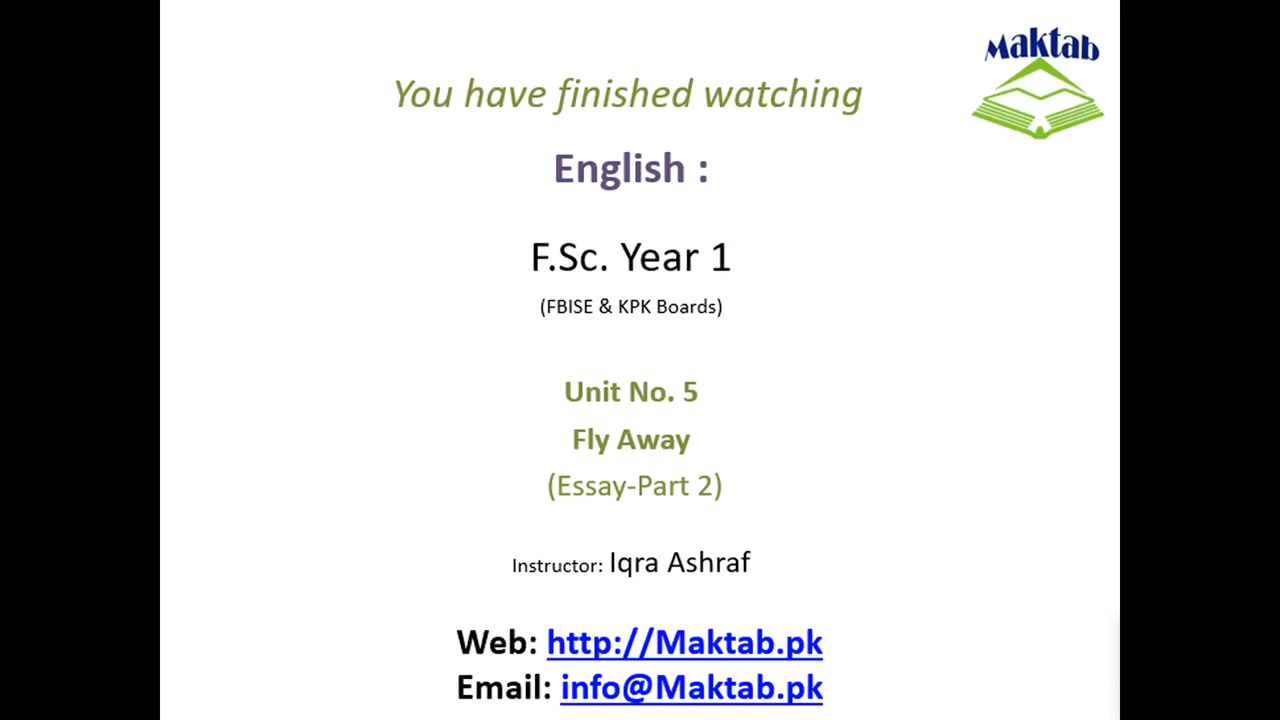 Maktab
You have finished watching
English :
F.Sc. Year 1
(FBISE & KPK Boards)
Unit No. 5
Fly Away
(Essay-Part 2)
Instructor: Iqra Ashraf
Web: http://Maktab.pk
Email: info@Maktab.pk